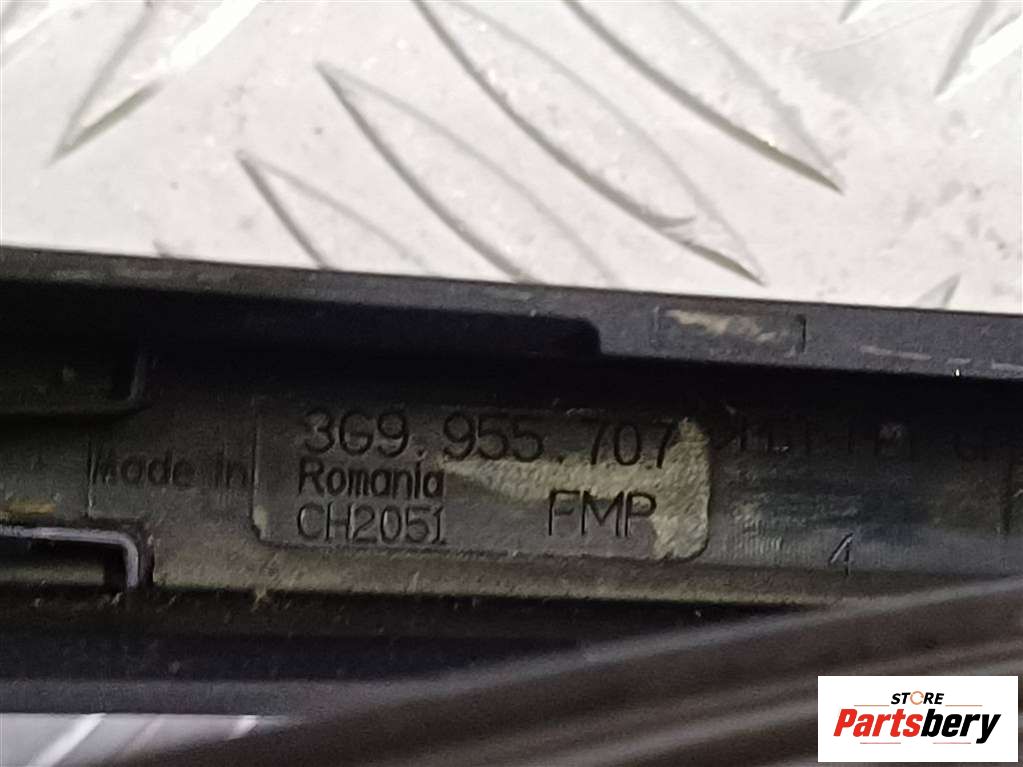 3G9.955.707
Made in Romania
CH2051 FMP
4
STORE
Partsbery